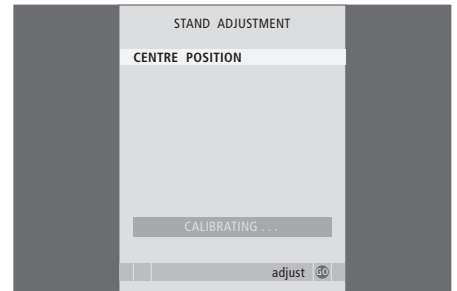 STAND ADJUSTMENT
CENTRE POSITION
CALIBRATING . . .
adjust GO